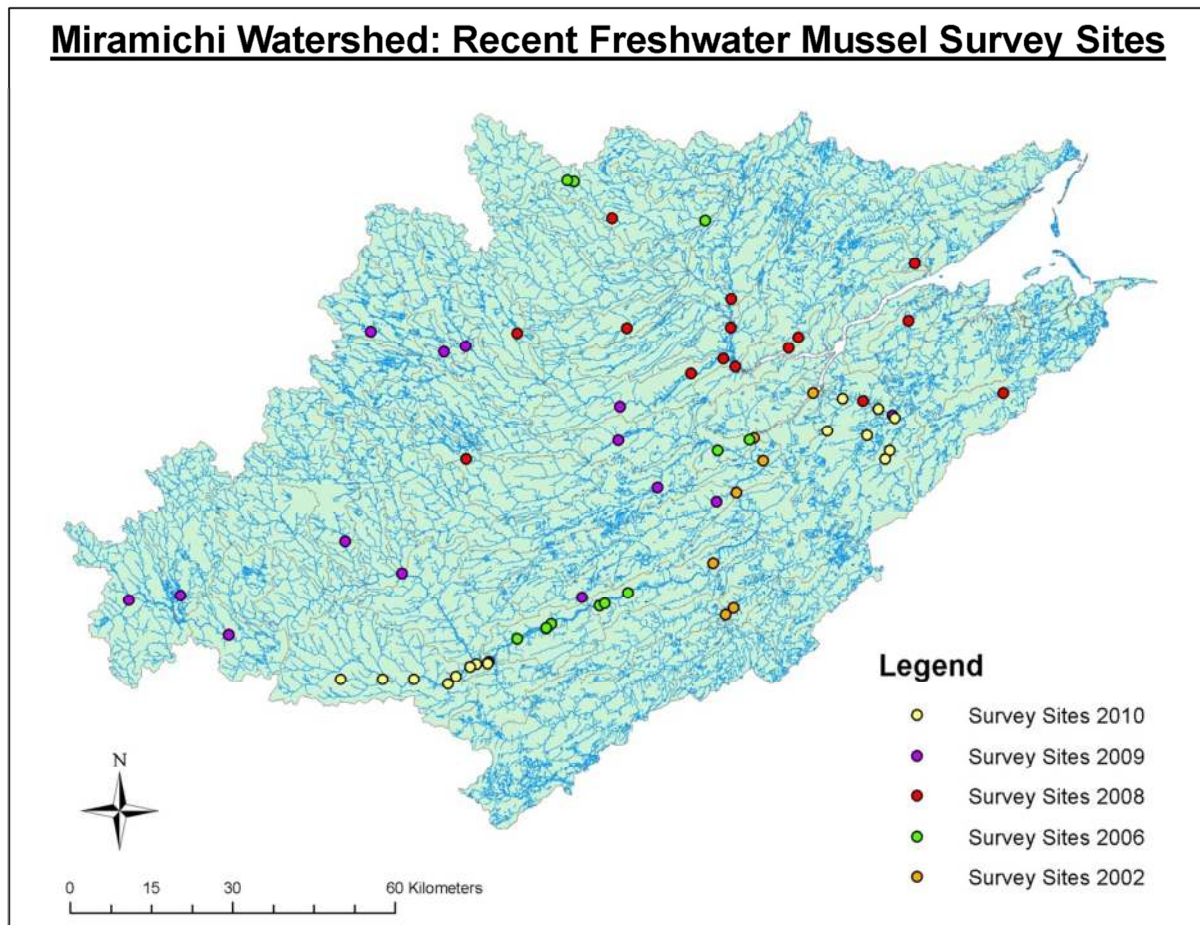 Miramichi Watershed: Recent Freshwater Mussel Survey Sites
Legend
Survey Sites 2010
Survey Sites 2009
Survey Sites 2008
Survey Sites 2006
Survey Sites 2002
N
0 15 30 60 Kilometers